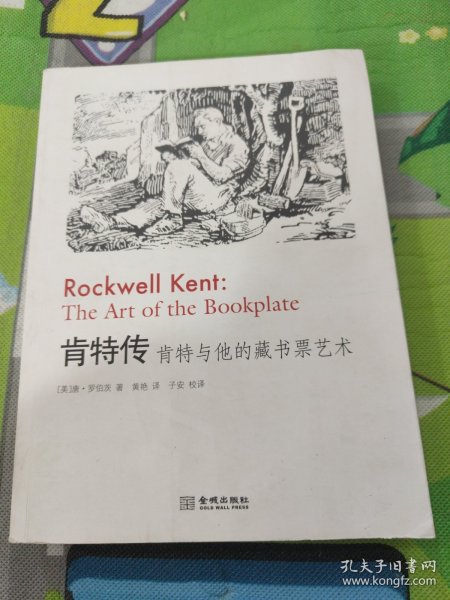 Rockwell Kent:
The Art of the Bookplate
肯特传 肯特与他的藏书票艺术
[美]唐·罗伯茨 著 黄艳 译 子安 校译
金城出版社
GOLD WALL PRESS
孔夫子旧书网
www.kongfz.com